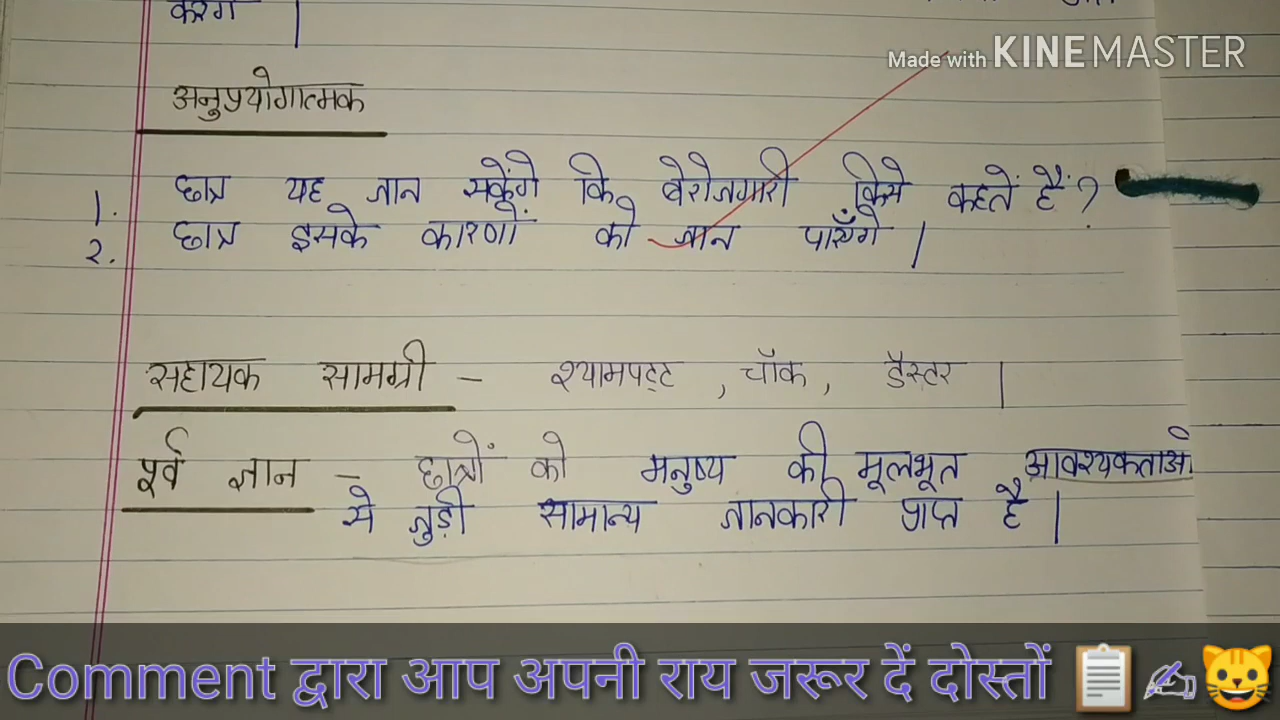 करेंगे |
Made with KINEMASTER
अनुप्रयोगात्मक
1. छात्र यह जान सकेंगे कि बेरोजगारी किसे कहतें हैं?
2. छात्र इसके कारणों को जान पाएँगे |
सहायक सामग्री – श्यामपट्ट , चॉक , डैस्टर |
पूर्व ज्ञान – छात्रों को मनुष्य की मूलभूत आवश्यकताओ
से जुड़ी सामान्य जानकारी प्राप्त है |
Comment द्वारा आप अपनी राय जरूर दें दोस्तों 📋✍😺